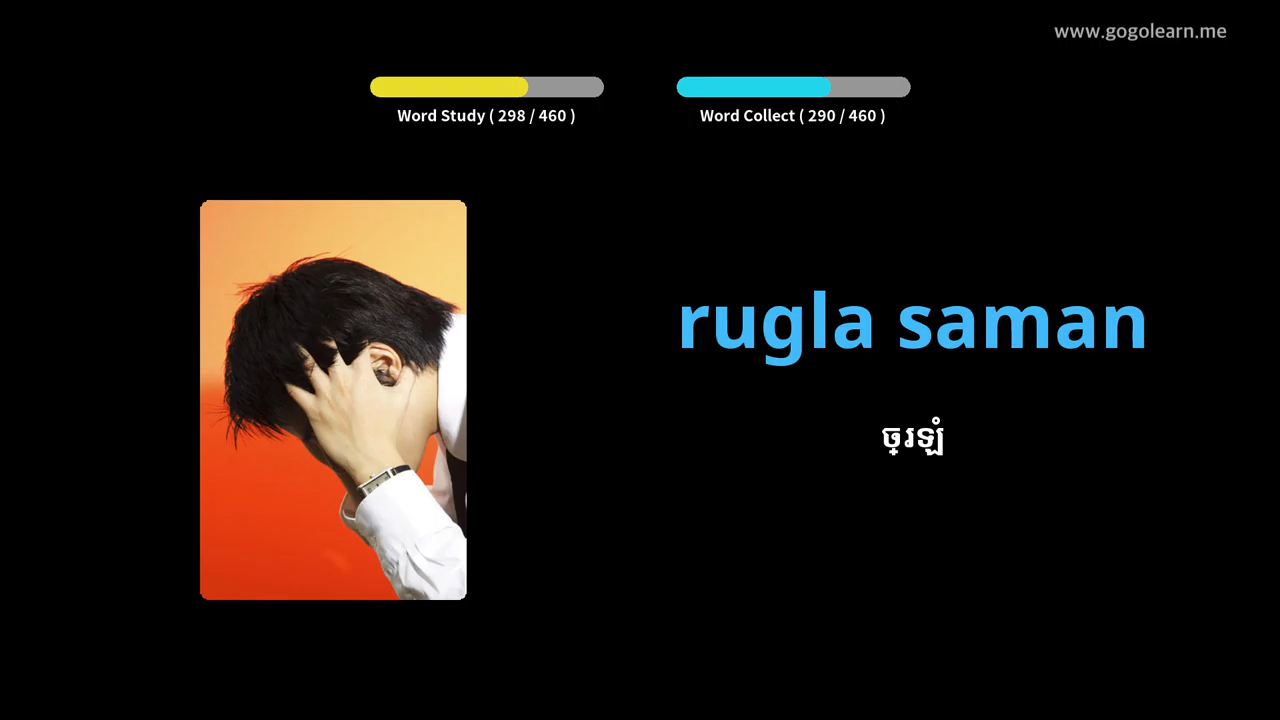 www.gogolearn.me
Word Study ( 298 / 460 )
Word Collect ( 290 / 460 )
rugla saman
ច្រឡំ